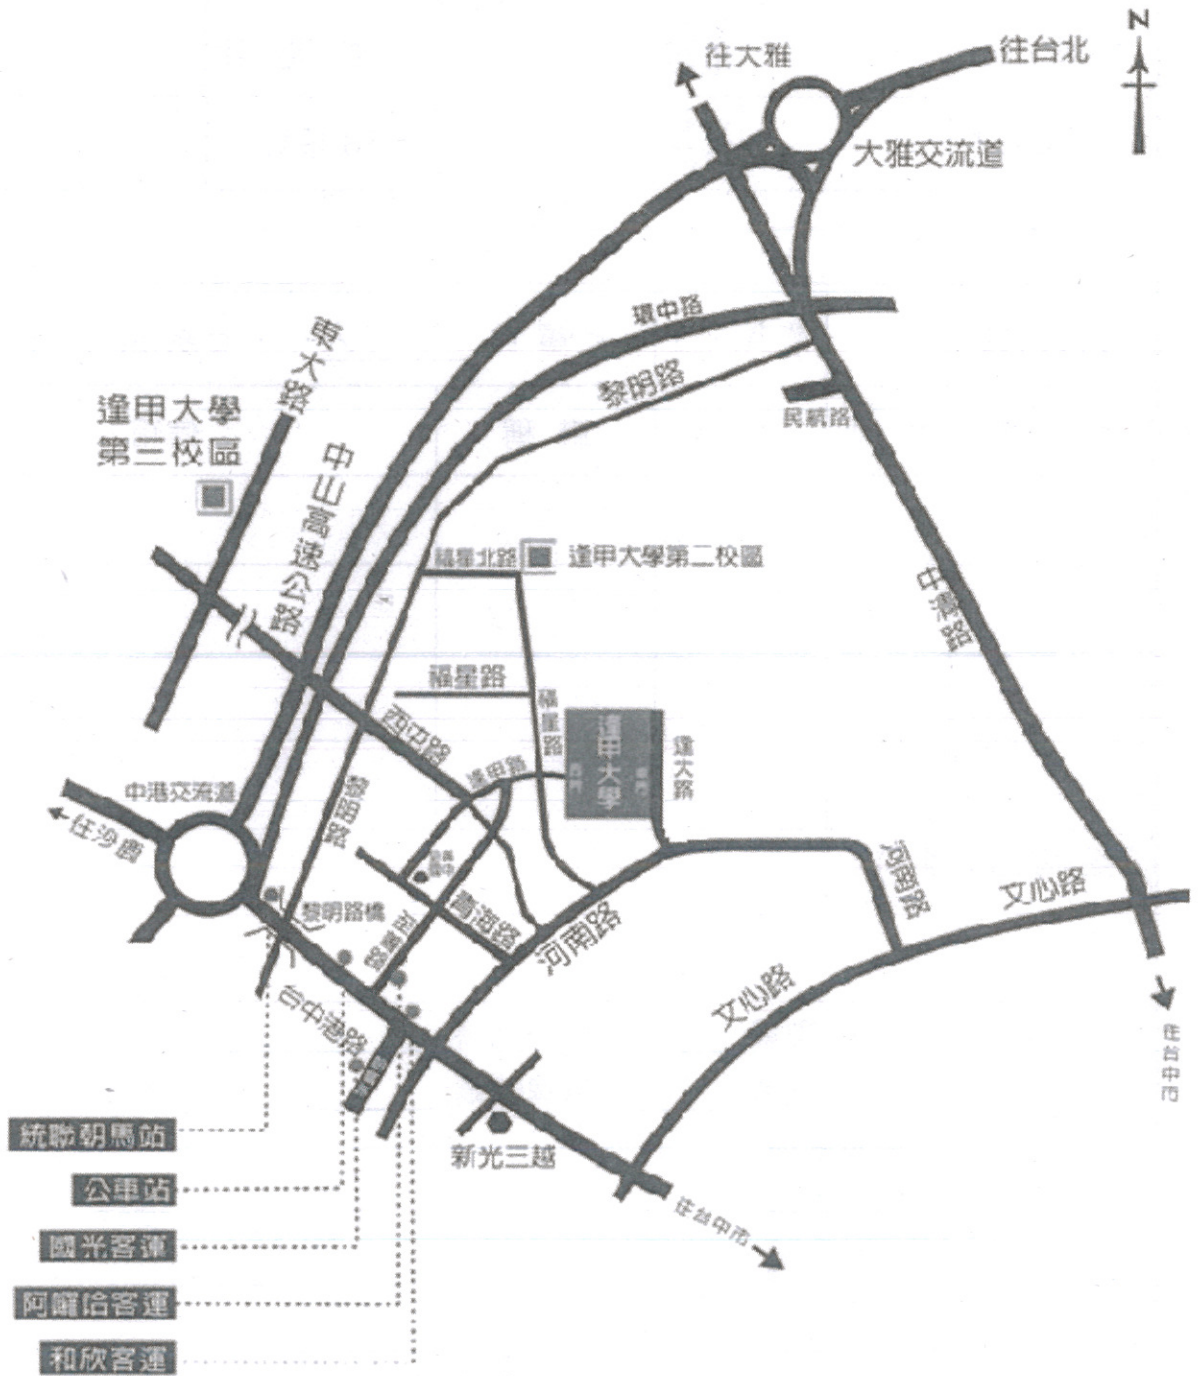 N
往大雅
往台北
大雅交流道
環中路
東大路
黎明路
民航路
逢甲大學
第三校區
中山高速公路
福星北路
逢甲大學第二校區
中清路
福星路
福星路
西屯路
逢甲路
逢甲大學
西門
逢大路
黎明路
中港交流道
往沙鹿
河南路
文心路
黎明路橋
青海路
河南路
文心路
台中港路
往台中市
統聯朝馬站
新光三越
公車站
往台中市
國光客運
阿囉哈客運
和欣客運